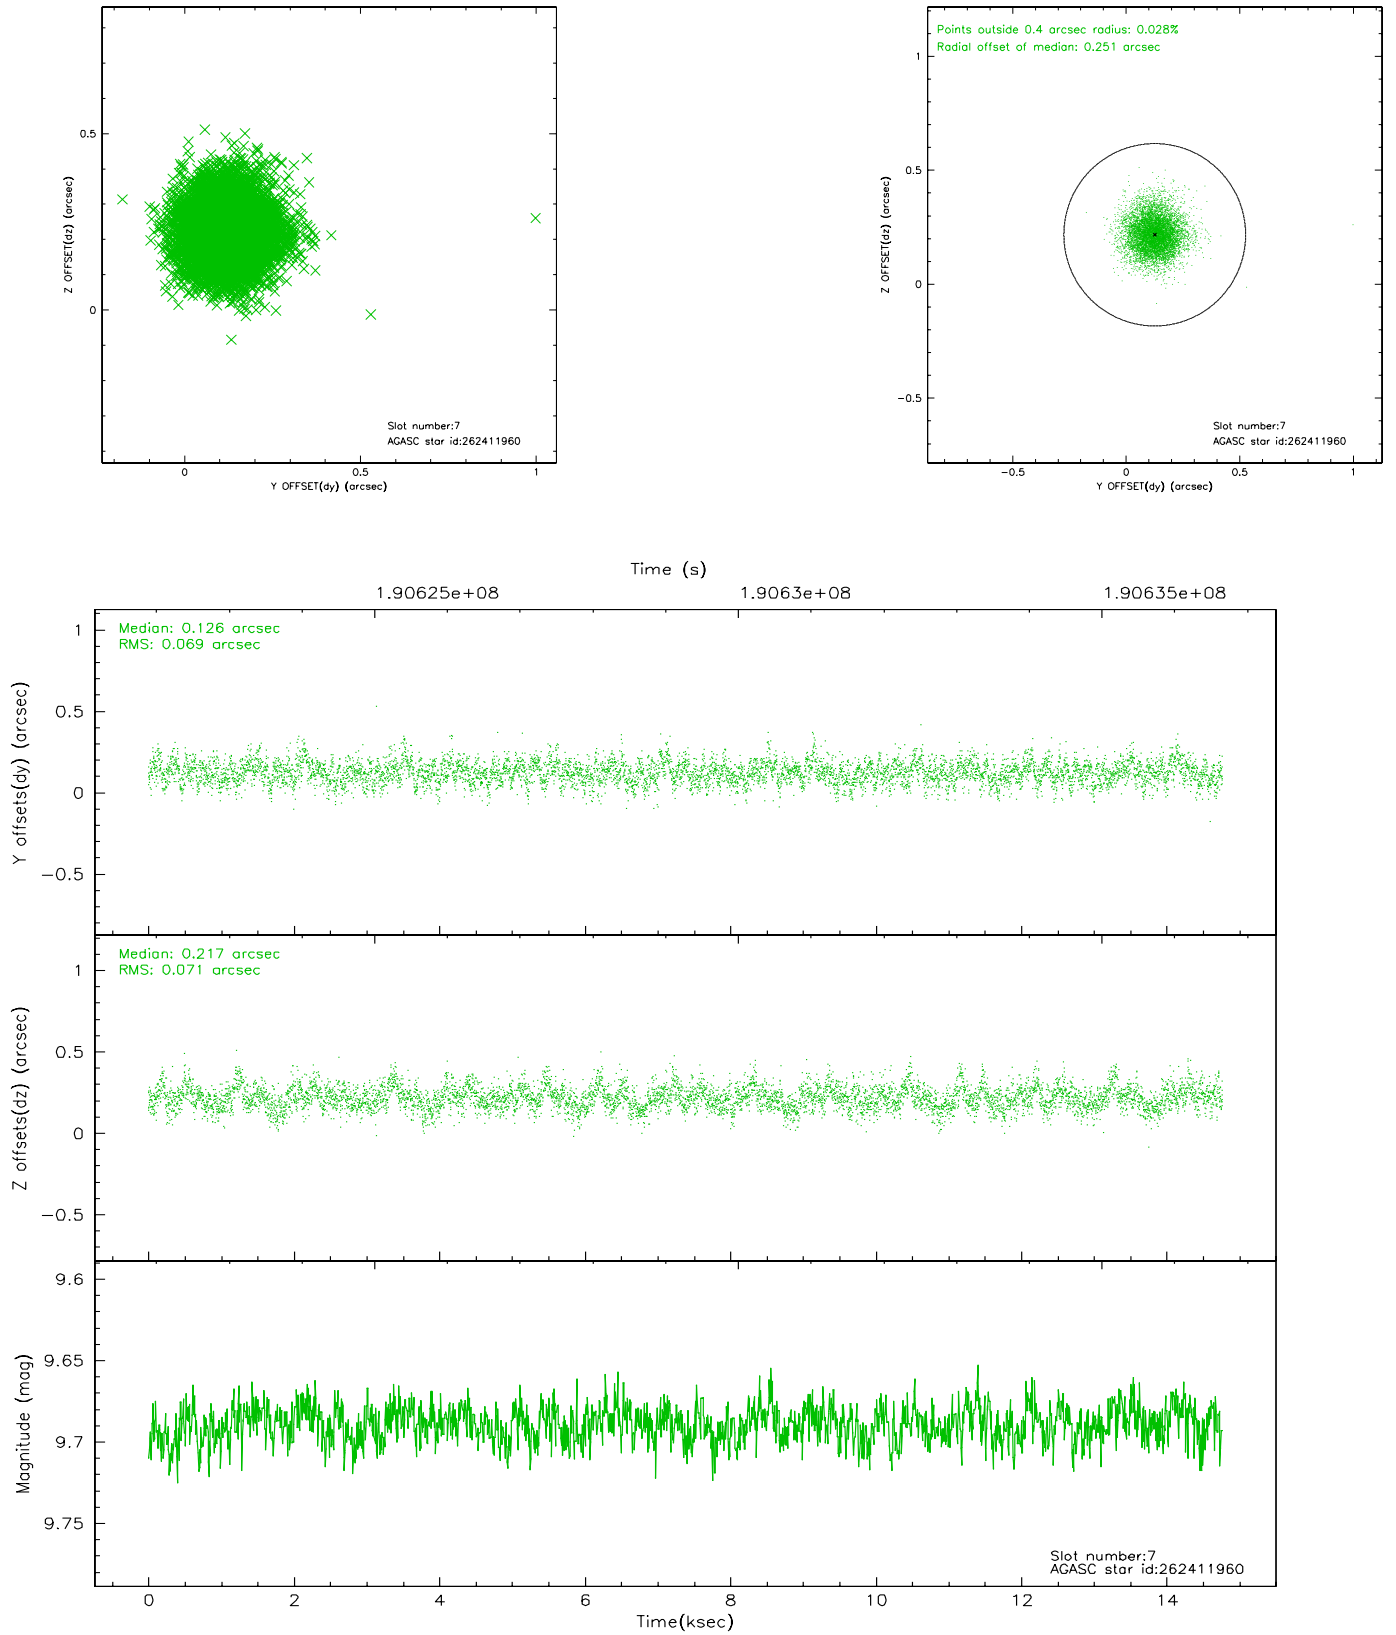 0.5
0
Z OFFSET(dz) (arcsec)
Slot number:7
AGASC star id:262411960
0 0.5 1
Y OFFSET(dy) (arcsec)
Points outside 0.4 arcsec radius: 0.028%
Radial offset of median: 0.251 arcsec
1
0.5
0
−0.5
Z OFFSET(dz) (arcsec)
Slot number:7
AGASC star id:262411960
−0.5 0 0.5 1
Y OFFSET(dy) (arcsec)
Time (s)
1.90625e+08 1.9063e+08 1.90635e+08
Median: 0.126 arcsec
RMS: 0.069 arcsec
1
0.5
0
−0.5
Y offsets(dy) (arcsec)
Median: 0.217 arcsec
RMS: 0.071 arcsec
1
0.5
0
−0.5
Z offsets(dz) (arcsec)
9.6
9.65
9.7
9.75
Magnitude (mag)
Slot number:7
AGASC star id:262411960
0 2 4 6 8 10 12 14
Time(ksec)